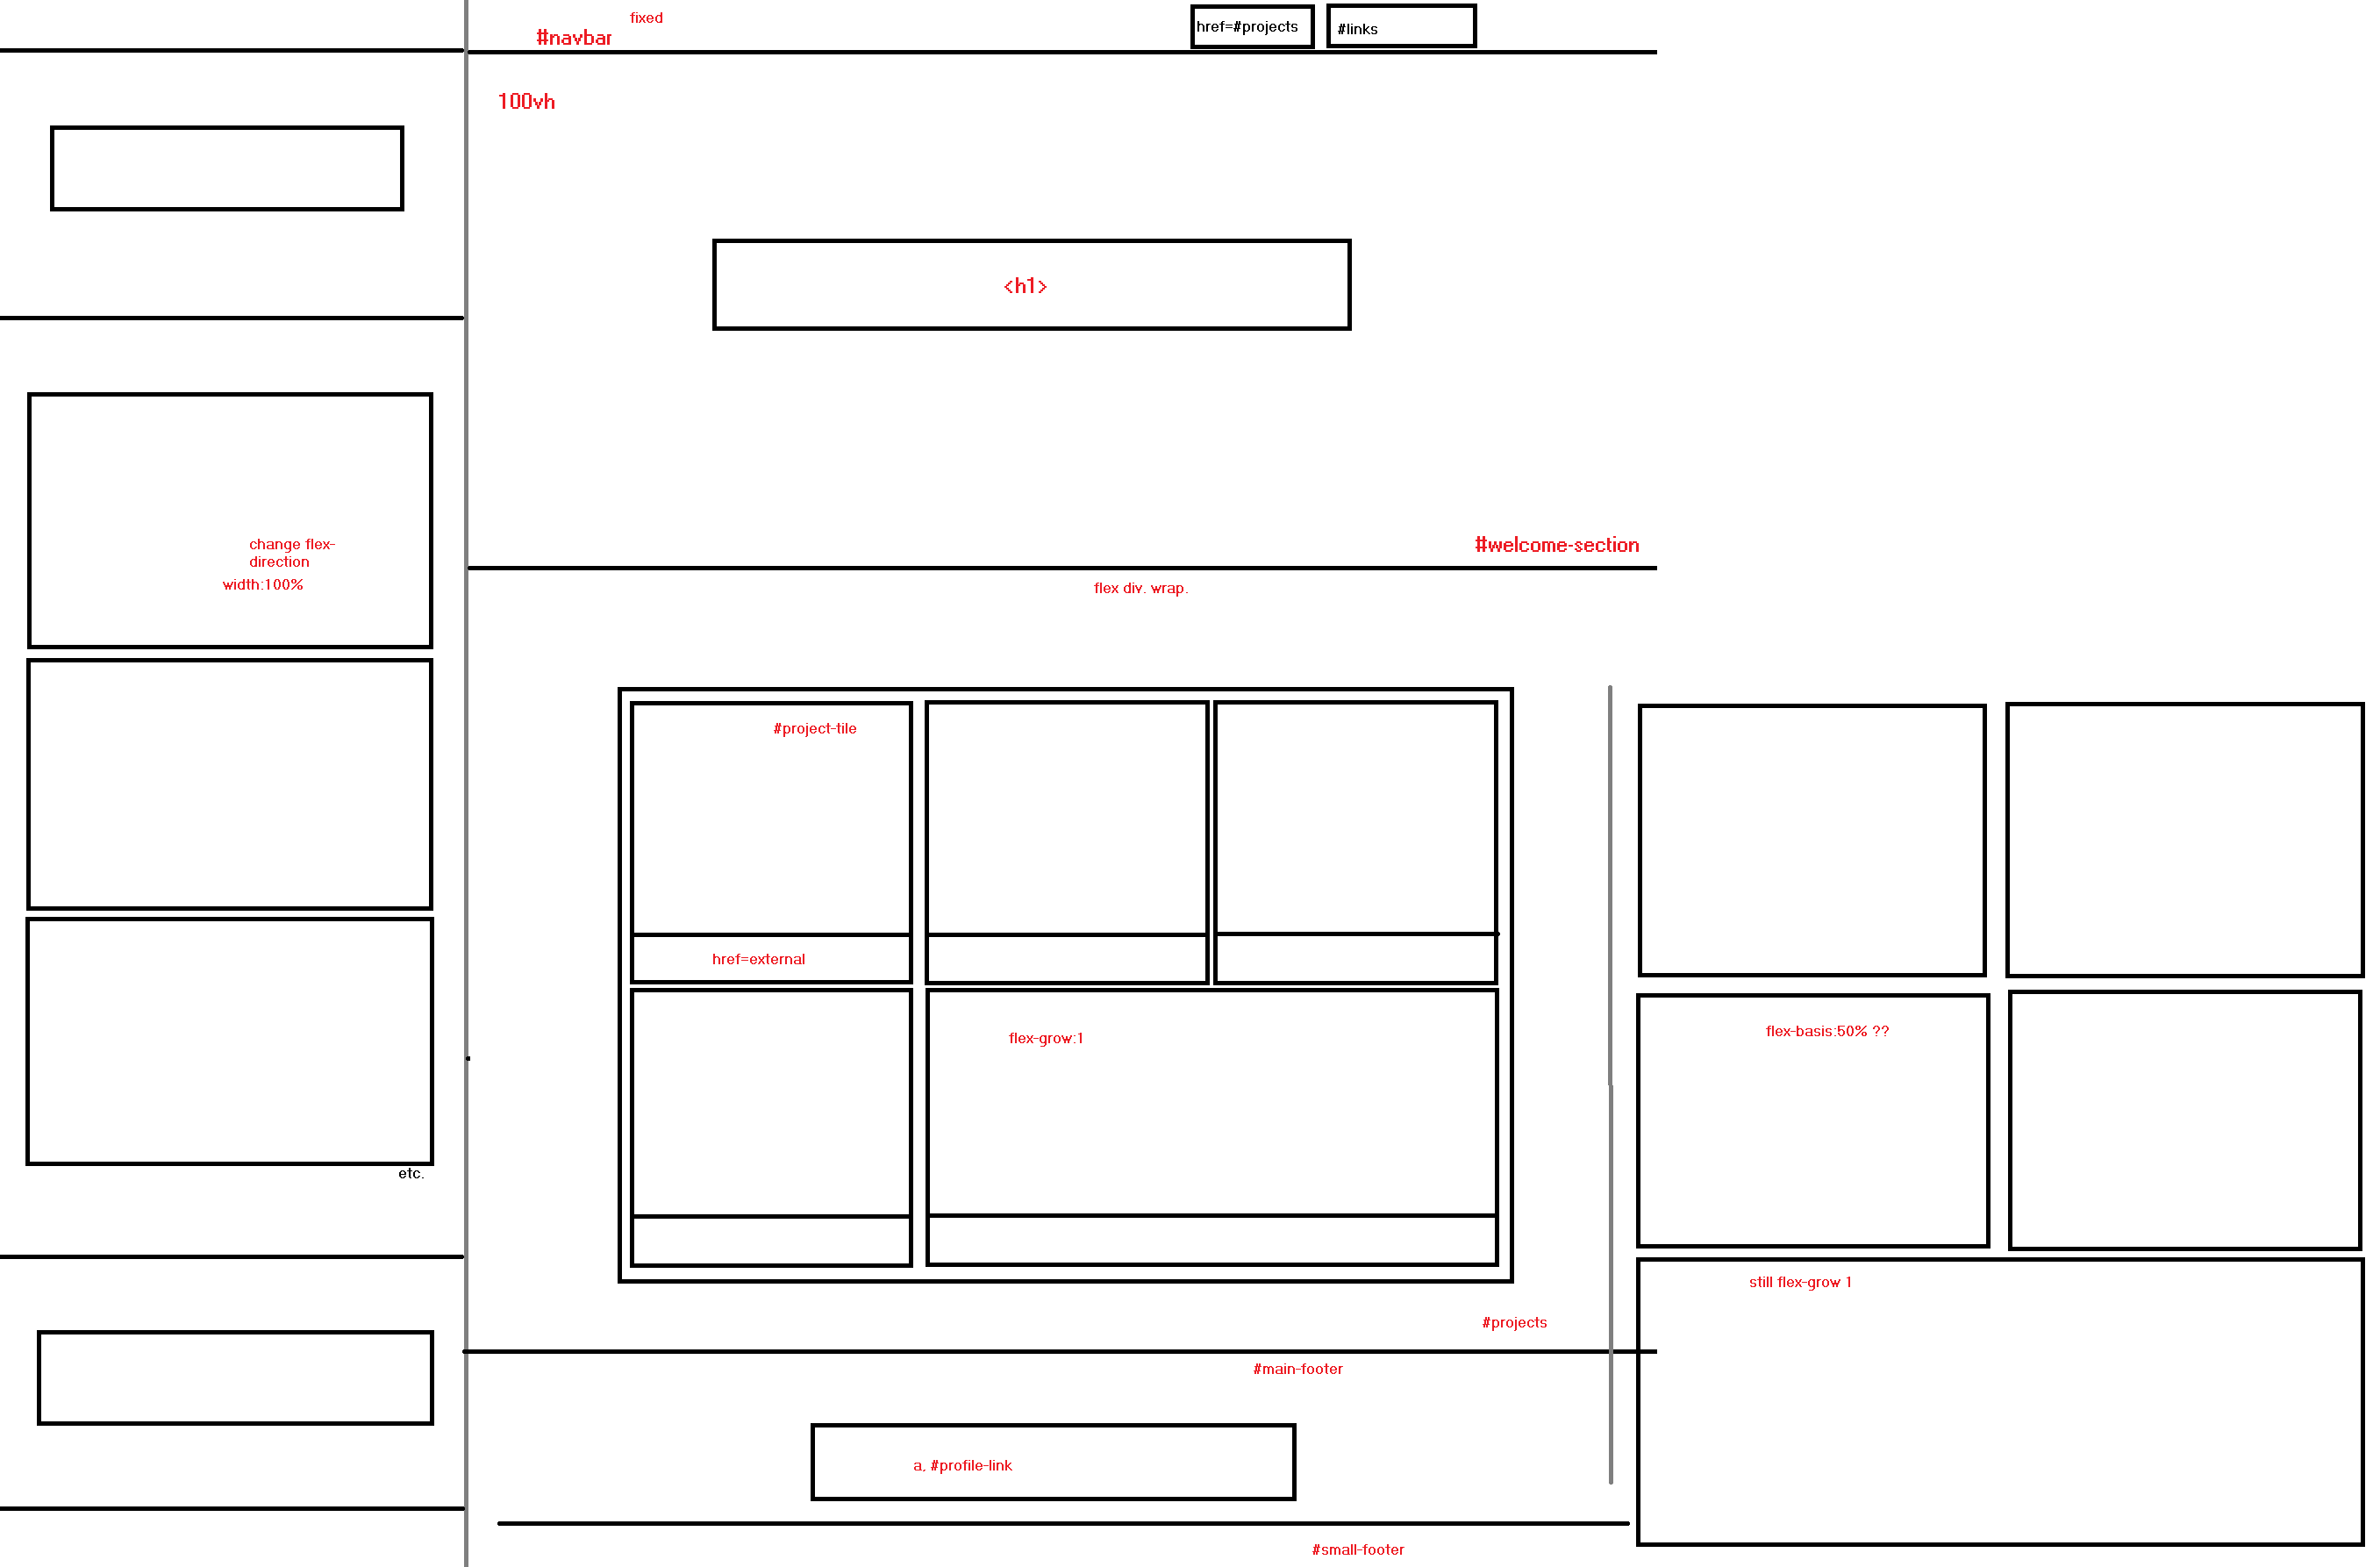 fixed
#navbar
href=#projects
#links
100vh
<h1>
change flex-
direction
width:100%
#welcome-section
flex div. wrap.
#project-tile
href=external
flex-grow:1
flex-basis:50% ??
etc.
still flex-grow 1
#projects
#main-footer
a, #profile-link
#small-footer